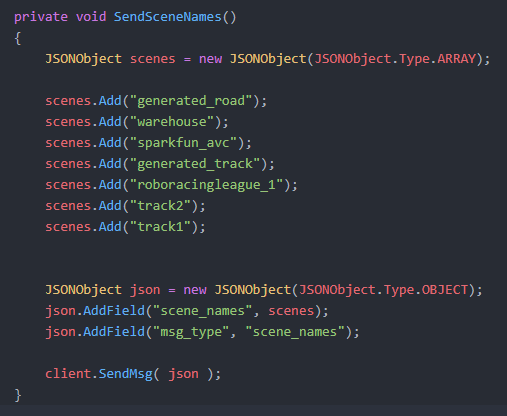 private void SendSceneNames()
{
    JSONObject scenes = new JSONObject(JSONObject.Type.ARRAY);
    scenes.Add("generated_road");
    scenes.Add("warehouse");
    scenes.Add("sparkfun_avc");
    scenes.Add("generated_track");
    scenes.Add("roboracingleague_1");
    scenes.Add("track2");
    scenes.Add("track1");
    JSONObject json = new JSONObject(JSONObject.Type.OBJECT);
    json.AddField("scene_names", scenes);
    json.AddField("msg_type", "scene_names");
    client.SendMsg( json );
}